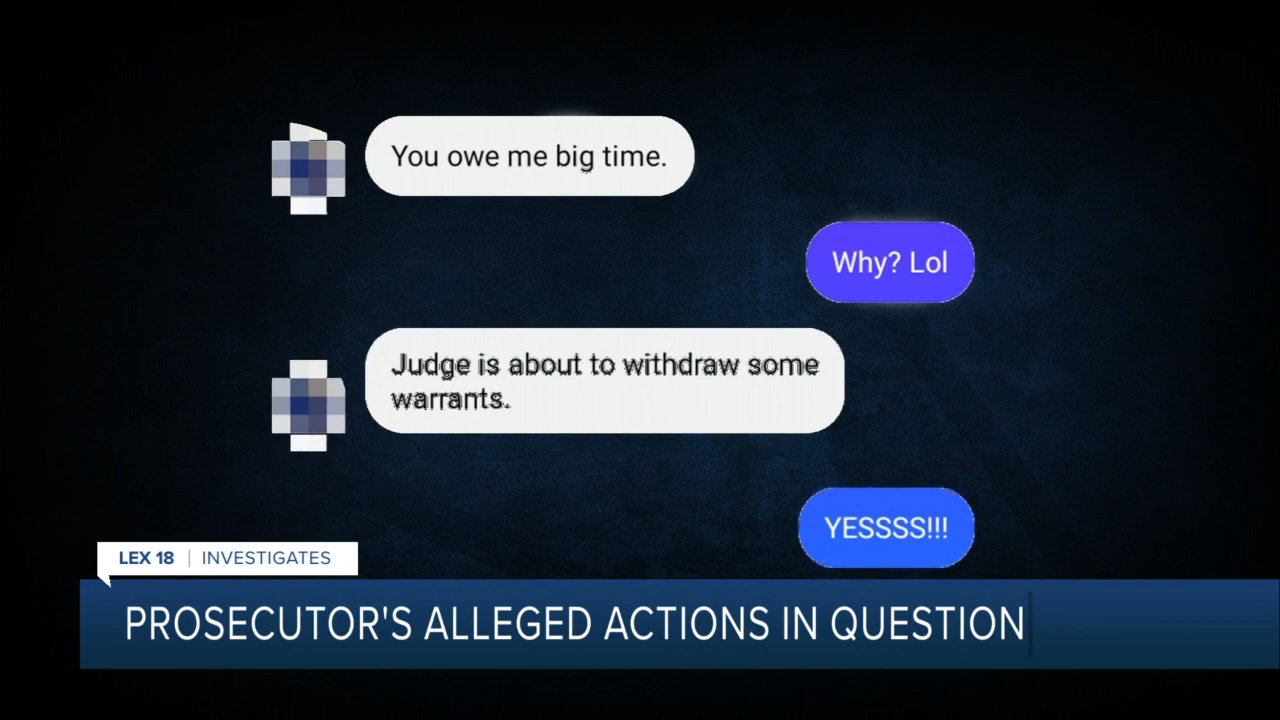 You owe me big time.
Why? Lol
Judge is about to withdraw some
warrants.
YESSSS!!!
LEX 18 | INVESTIGATES
PROSECUTOR'S ALLEGED ACTIONS IN QUESTION